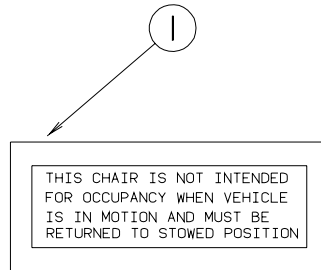 1
THIS CHAIR IS NOT INTENDED
FOR OCCUPANCY WHEN VEHICLE
IS IN MOTION AND MUST BE
RETURNED TO STOWED POSITION